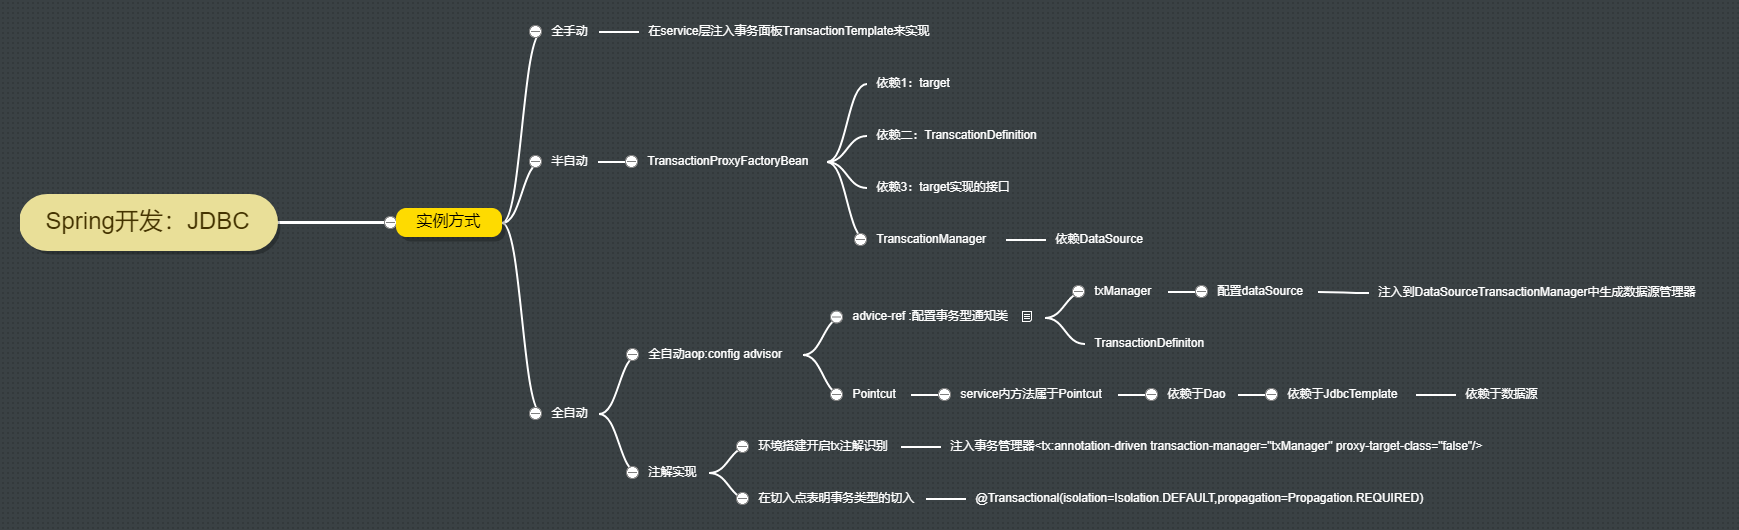 Spring开发：JDBC
实例方式
全手动
在service层注入事务面板TransactionTemplate来实现
半自动
TransactionProxyFactoryBean
依赖1：target
依赖二：TranscationDefinition
依赖3：target实现的接口
TranscationManager
依赖DataSource
全自动
全自动aop:config advisor
advice-ref :配置事务型通知类
txManager
配置dataSource
注入到DataSourceTransactionManager中生成数据源管理器
TransactionDefiniton
Pointcut
service内方法属于Pointcut
依赖于Dao
依赖于JdbcTemplate
依赖于数据源
注解实现
环境搭建开启tx注解识别
注入事务管理器<tx:annotation-driven transaction-manager="txManager" proxy-target-class="false"/>
在切入点表明事务类型的切入
@Transactional(isolation=Isolation.DEFAULT,propagation=Propagation.REQUIRED)